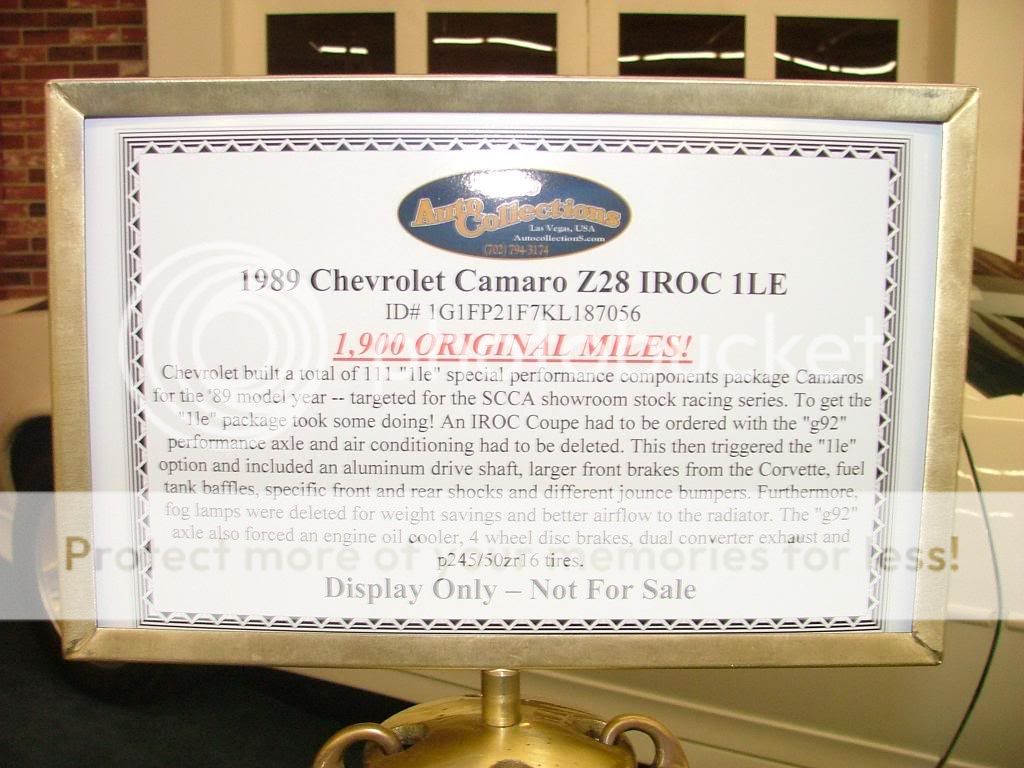 Auto Collections
Las Vegas, USA
AutocollectionS.com
(702) 794-3174
1989 Chevrolet Camaro Z28 IROC 1LE
ID# 1G1FP21F7KL187056
1,900 ORIGINAL MILES!
Chevrolet built a total of 111 "1le" special performance components package Camaros
for the '89 model year -- targeted for the SCCA showroom stock racing series. To get the
"1le" package took some doing! An IROC Coupe had to be ordered with the "g92"
performance axle and air conditioning had to be deleted. This then triggered the "1le"
option and included an aluminum drive shaft, larger front brakes from the Corvette, fuel
tank baffles, specific front and rear shocks and different jounce bumpers. Furthermore,
fog lamps were deleted for weight savings and better airflow to the radiator. The "g92"
axle also forced an engine oil cooler, 4 wheel disc brakes, dual converter exhaust and
p245/50zr16 tires.
Display Only – Not For Sale
photobucket
Protect more of your memories for less!